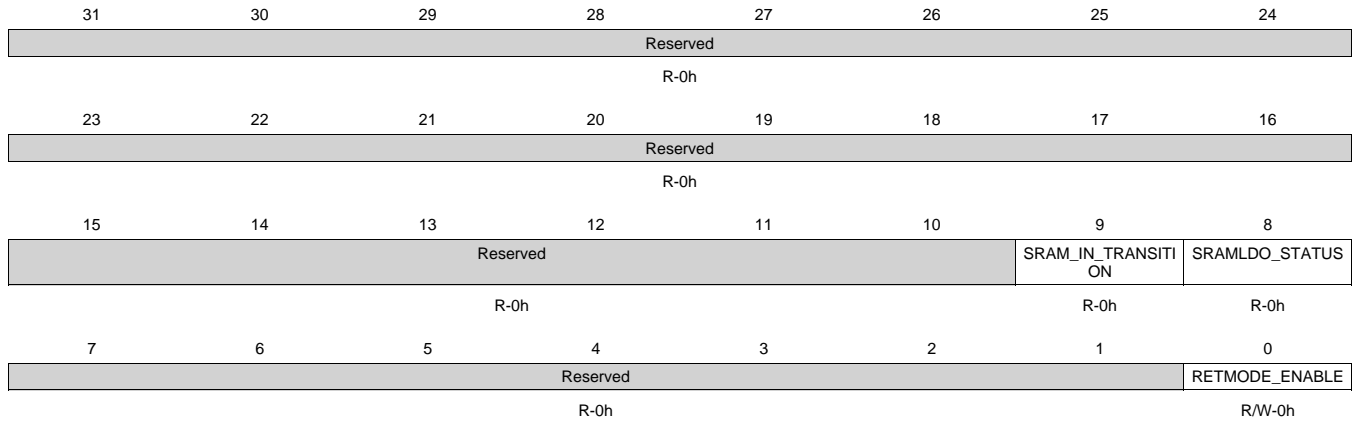 31 30 29 28 27 26 25 24
Reserved
R-0h
23 22 21 20 19 18 17 16
Reserved
R-0h
15 14 13 12 11 10 9 8
Reserved SRAM_IN_TRANSITI SRAMLDO_STATUS
ON
R-0h R-0h R-0h
7 6 5 4 3 2 1 0
Reserved RETMODE_ENABLE
R-0h R/W-0h